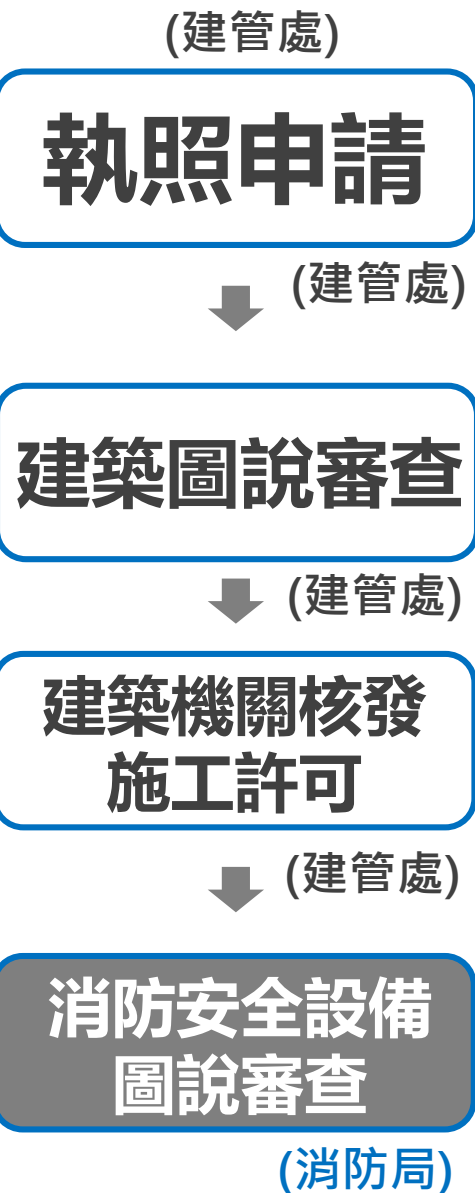 (建管處)
執照申請
(建管處)
建築圖說審查
(建管處)
建築機關核發
施工許可
(建管處)
消防安全設備
圖說審查
(消防局)